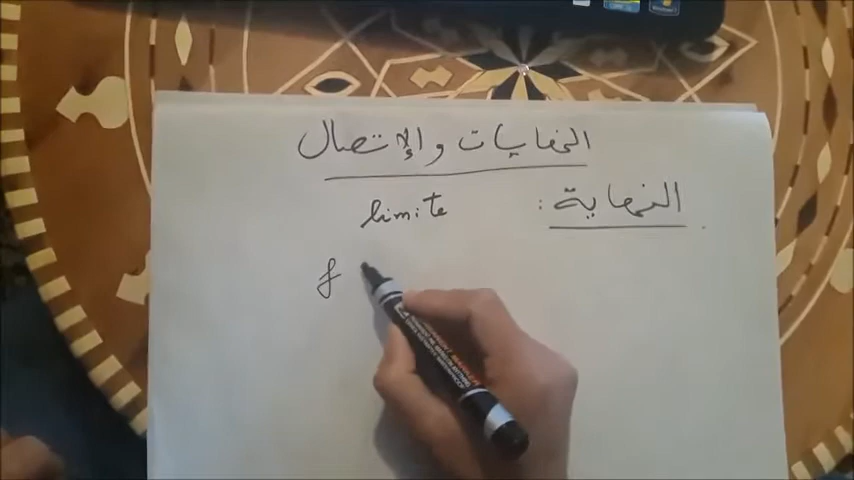 النهايات والإتصال
النهاية :
limite
f